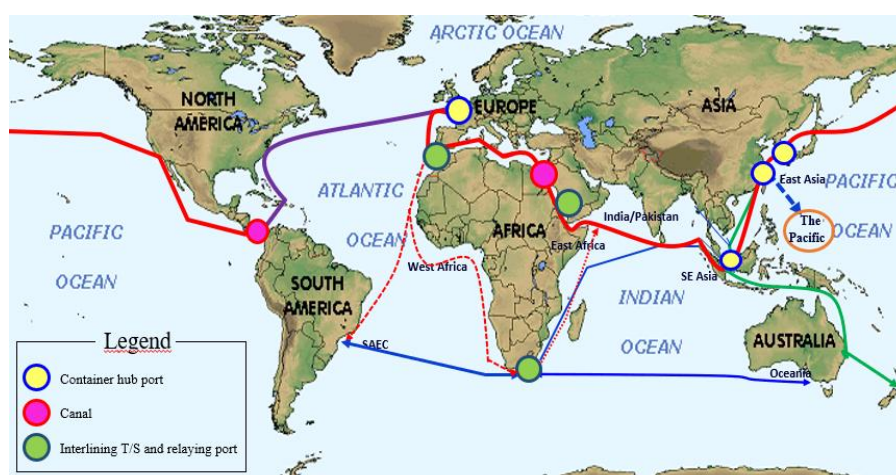 ARCTIC OCEAN
NORTH
AMERICA
EUROPE
ASIA
East Asia
PACIFIC
OCEAN
The
Pacific
ATLANTIC
OCEAN
India/Pakistan
AFRICA
East Africa
West Africa
PACIFIC
OCEAN
SE Asia
SOUTH
AMERICA
INDIAN
OCEAN
AUSTRALIA
SAEC
Oceania
Legend
Container hub port
Canal
Interlining T/S and relaying port